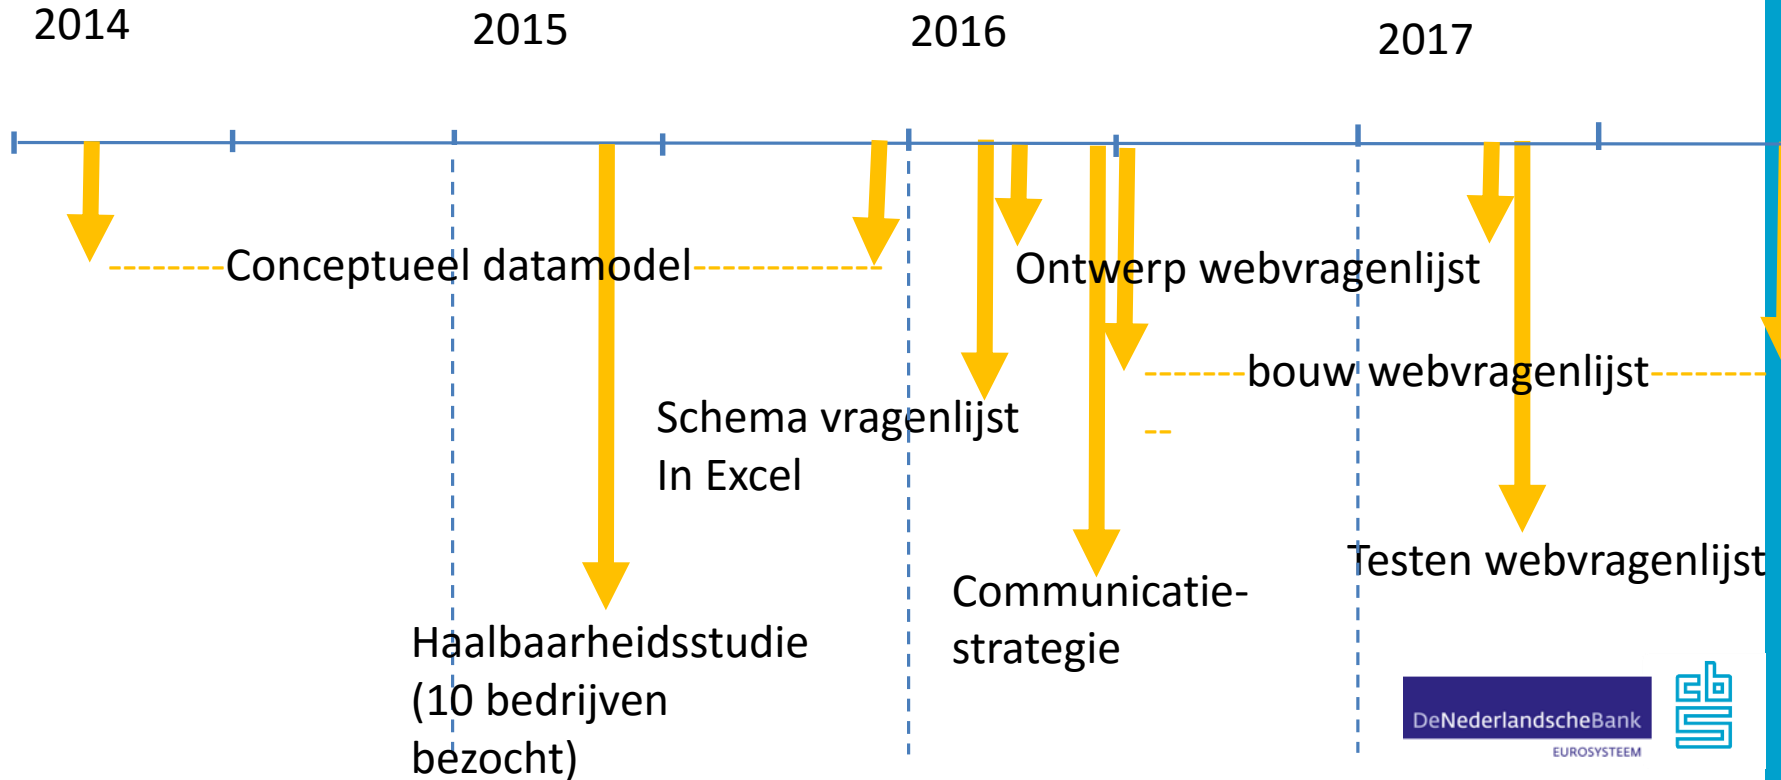 2014
2015
2016
2017
Conceptueel datamodel
Ontwerp webvragenlijst
bouw webvragenlijst
Schema vragenlijst
In Excel
Testen webvragenlijst
Communicatie-
strategie
Haalbaarheidsstudie
(10 bedrijven
bezocht)
DeNederlandscheBank
EUROSYSTEEM
cbs